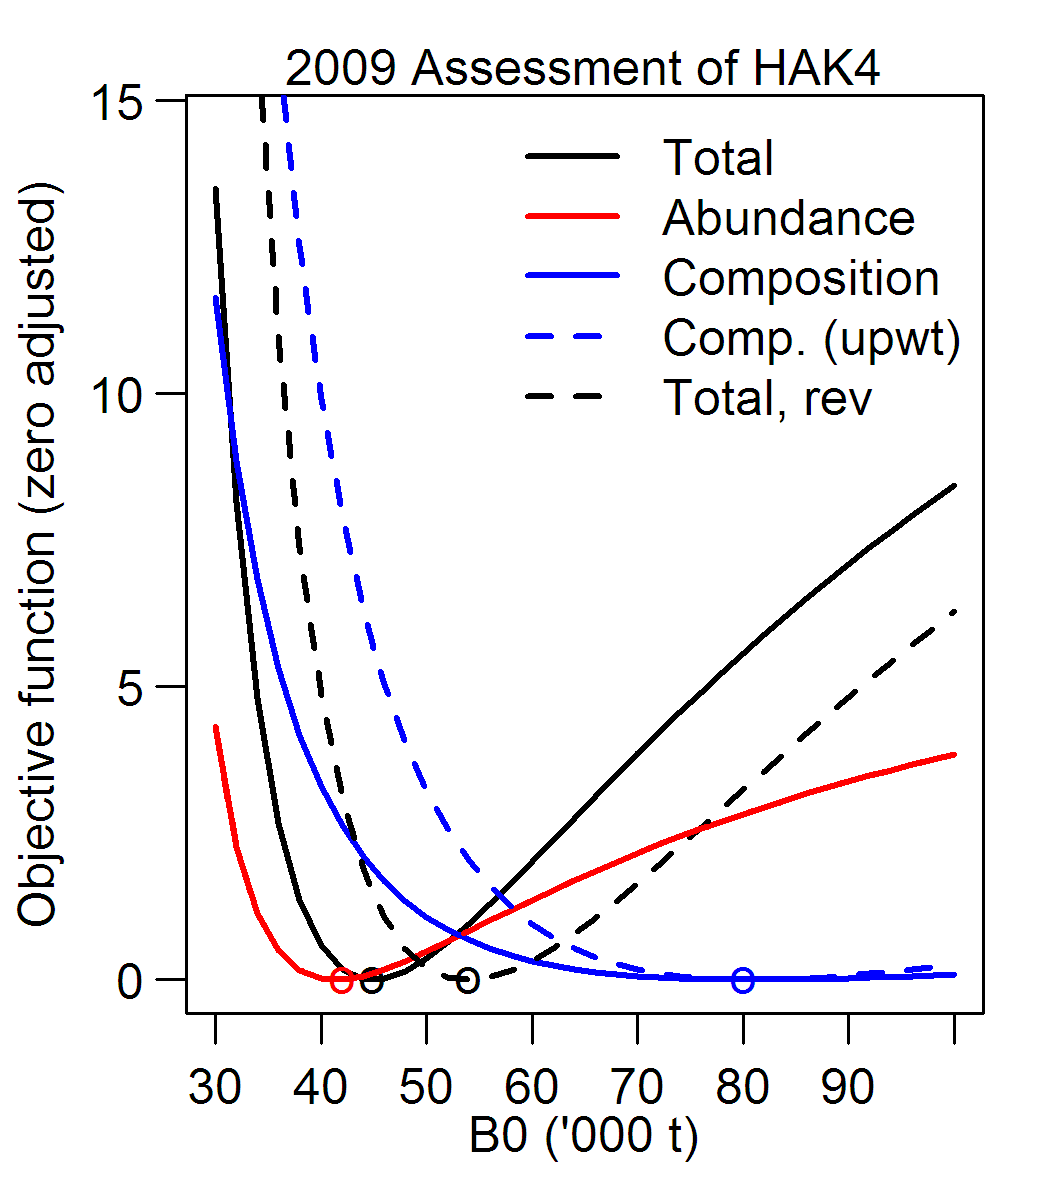 2009 Assessment of HAK4
Objective function (zero adjusted)
15
10
5
0
Total
Abundance
Composition
Comp. (upwt)
Total, rev
30 40 50 60 70 80 90
B0 ('000 t)